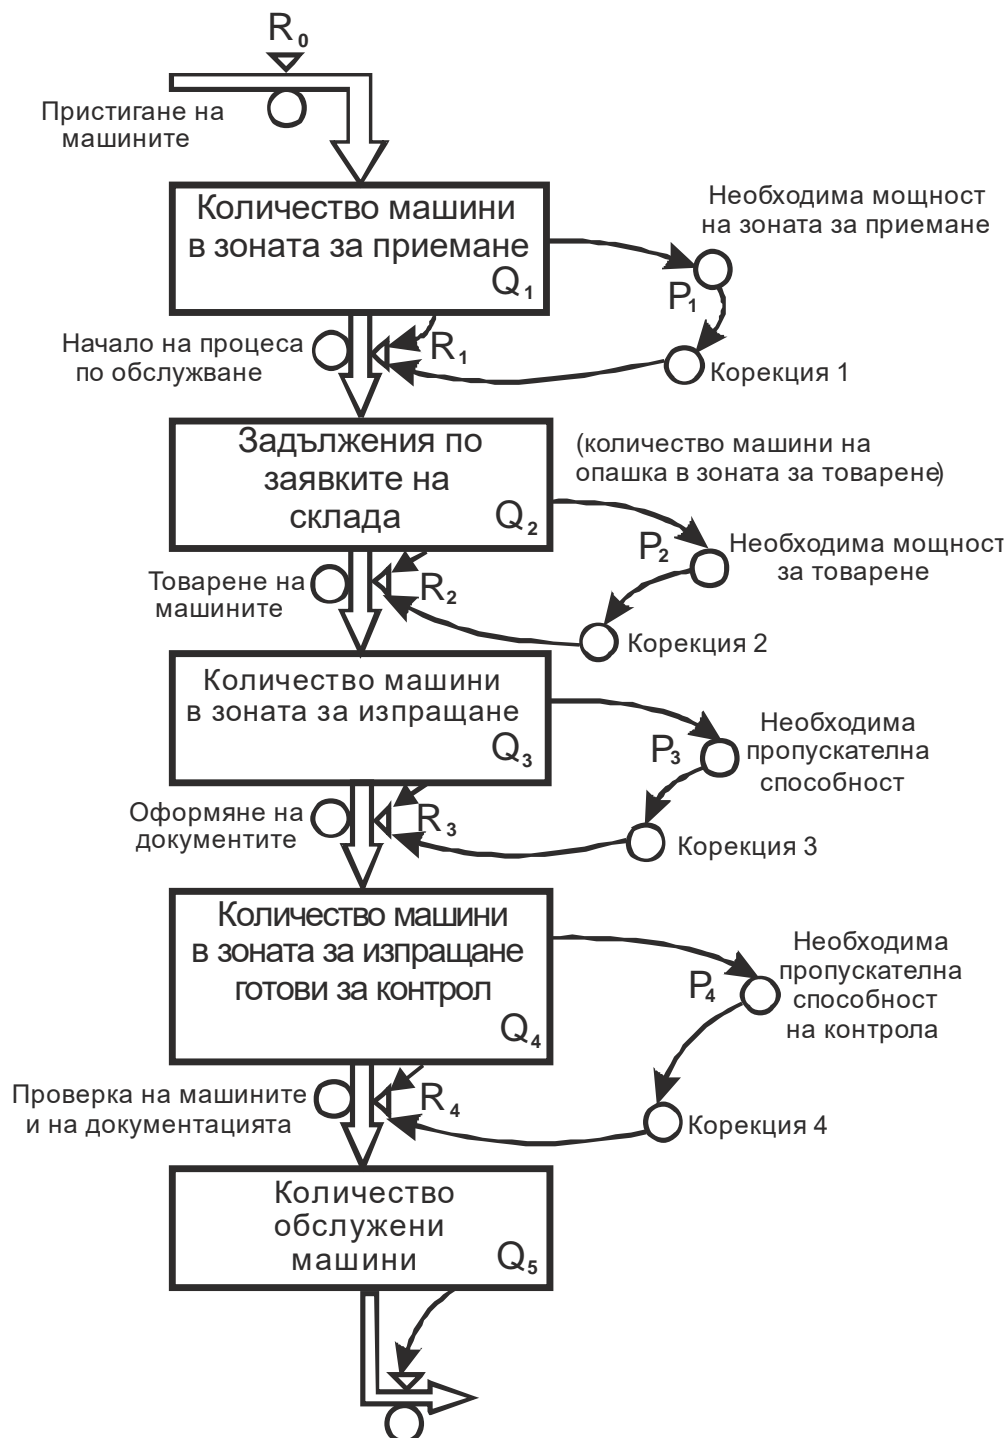 R0
Пристигане на
машините
Количество машини
в зоната за приемане
Q1
Необходима мощност
на зоната за приемане
P1
Начало на процеса
по обслужване
R1
Корекция 1
Задължения по
заявките на
склада
Q2
(количество машини на
опашка в зоната за товарене)
P2
Необходима мощност
за товарене
Товарене на
машините
R2
Корекция 2
Количество машини
в зоната за изпращане
Q3
Необходима
пропускателна
способност
P3
Оформяне на
документите
R3
Корекция 3
Количество машини
в зоната за изпращане
готови за контрол
Q4
Необходима
пропускателна
способност
на контрола
P4
Проверка на машините
и на документацията
R4
Корекция 4
Количество
обслужени
машини
Q5